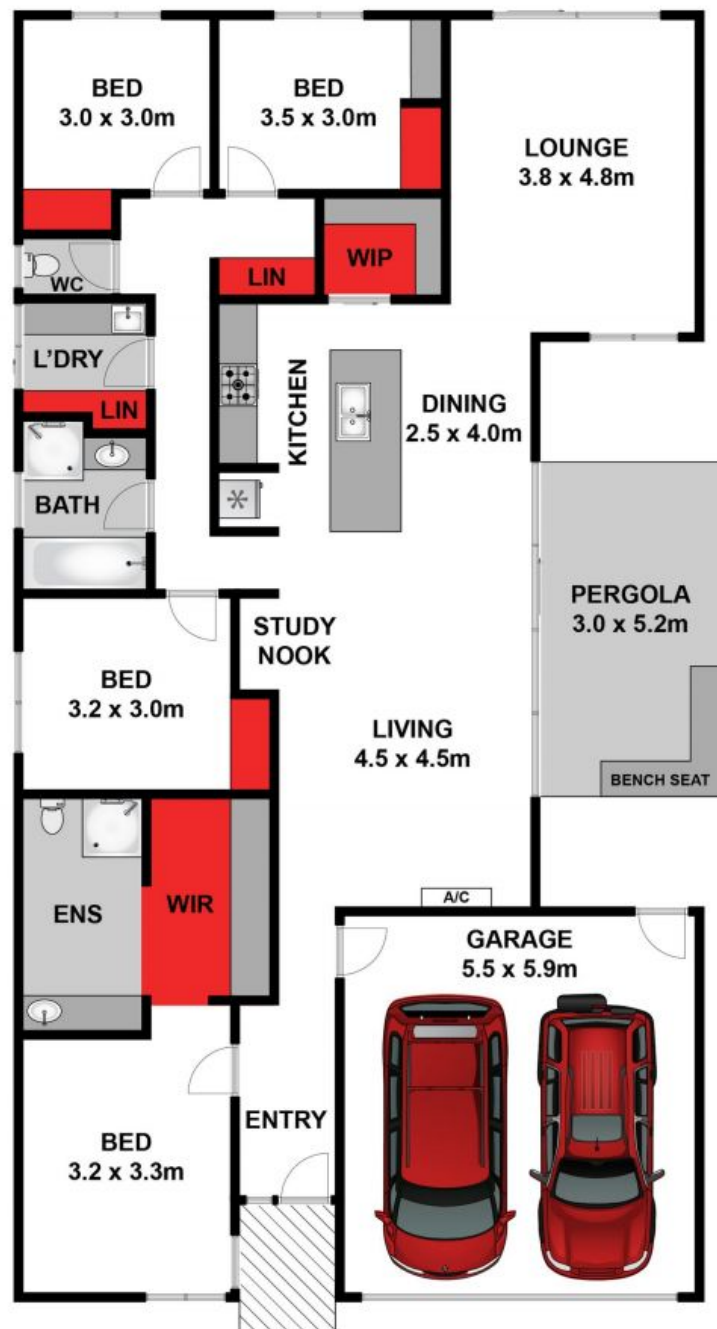 BED
3.0 x 3.0m
BED
3.5 x 3.0m
LOUNGE
3.8 x 4.8m
WC
LIN
WIP
L'DRY
LIN
KITCHEN
DINING
2.5 x 4.0m
BATH
PERGOLA
3.0 x 5.2m
BENCH SEAT
STUDY
NOOK
BED
3.2 x 3.0m
LIVING
4.5 x 4.5m
A/C
ENS
WIR
GARAGE
5.5 x 5.9m
ENTRY
BED
3.2 x 3.3m